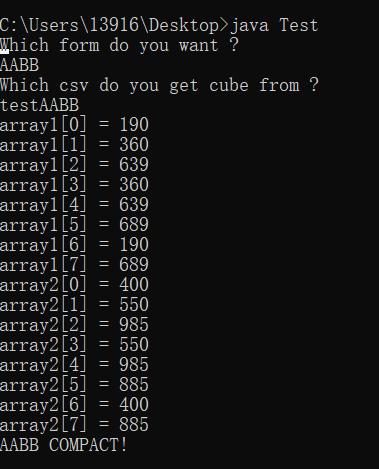 C:\Users\13916\Desktop>java Test
Which form do you want ?
AABB
Which csv do you get cube from ?
testAABB
array1[0] = 190
array1[1] = 360
array1[2] = 639
array1[3] = 360
array1[4] = 639
array1[5] = 689
array1[6] = 190
array1[7] = 689
array2[0] = 400
array2[1] = 550
array2[2] = 985
array2[3] = 550
array2[4] = 985
array2[5] = 885
array2[6] = 400
array2[7] = 885
AABB COMPACT!